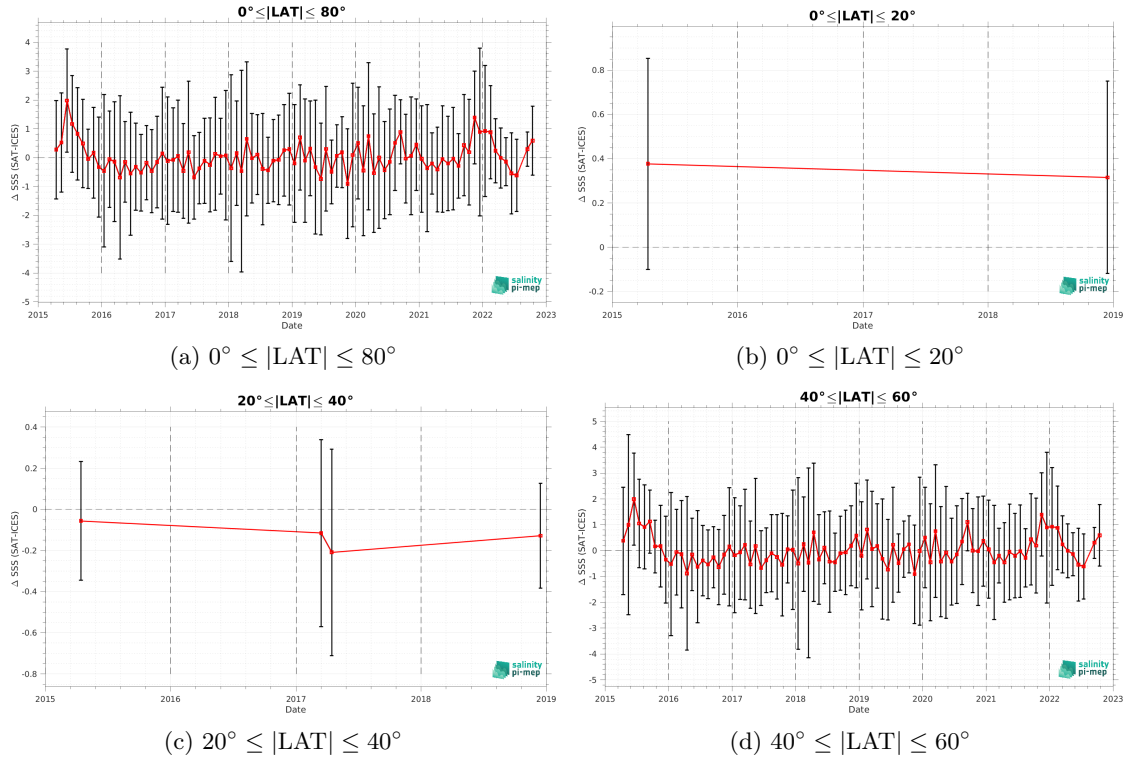 0°≤|LAT|≤ 80°
Δ SSS (SAT-ICES)
4
3
2
1
0
-1
-2
-3
-4
-5
2015 2016 2017 2018 2019 2020 2021 2022 2023
Date
salinity
pi-mep
(a) 0° ≤ |LAT| ≤ 80°
0°≤|LAT|≤ 20°
Δ SSS (SAT-ICES)
0.8
0.6
0.4
0.2
0
-0.2
2015 2016 2017 2018 2019
Date
salinity
pi-mep
(b) 0° ≤ |LAT| ≤ 20°
20°≤|LAT|≤ 40°
Δ SSS (SAT-ICES)
0.4
0.2
0
-0.2
-0.4
-0.6
-0.8
2015 2016 2017 2018 2019
Date
salinity
pi-mep
(c) 20° ≤ |LAT| ≤ 40°
40°≤|LAT|≤ 60°
Δ SSS (SAT-ICES)
5
4
3
2
1
0
-1
-2
-3
-4
-5
2015 2016 2017 2018 2019 2020 2021 2022 2023
Date
salinity
pi-mep
(d) 40° ≤ |LAT| ≤ 60°